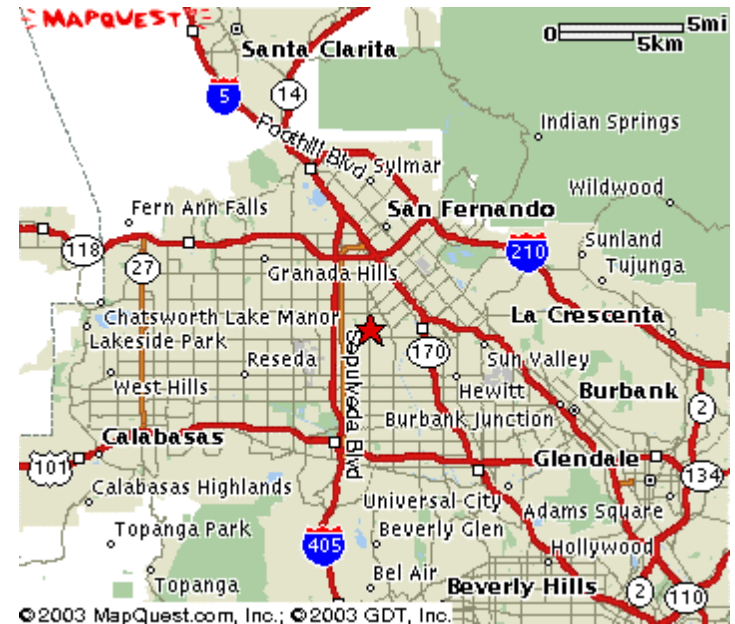 MAPQUEST
0 5mi
5km
Santa Clarita
5
14
Foothill Blvd
Indian Springs
Sylmar
Wildwood
Fern Ann Falls
San Fernando
118
27
210
Sunland
Granada Hills
Tujunga
Chatsworth Lake Manor
La Crescenta
Lakeside Park
Sepulveda Blvd
170
Reseda
Sun Valley
West Hills
Hewitt
Burbank
2
Burbank Junction
Calabasas
101
Glendale
134
Calabasas Highlands
Universal City
Adams Square
Topanga Park
405
Beverly Glen
Hollywood
Topanga
Bel Air
Beverly Hills
2
110
©2003 MapQuest.com, Inc.; ©2003 GDT, Inc.